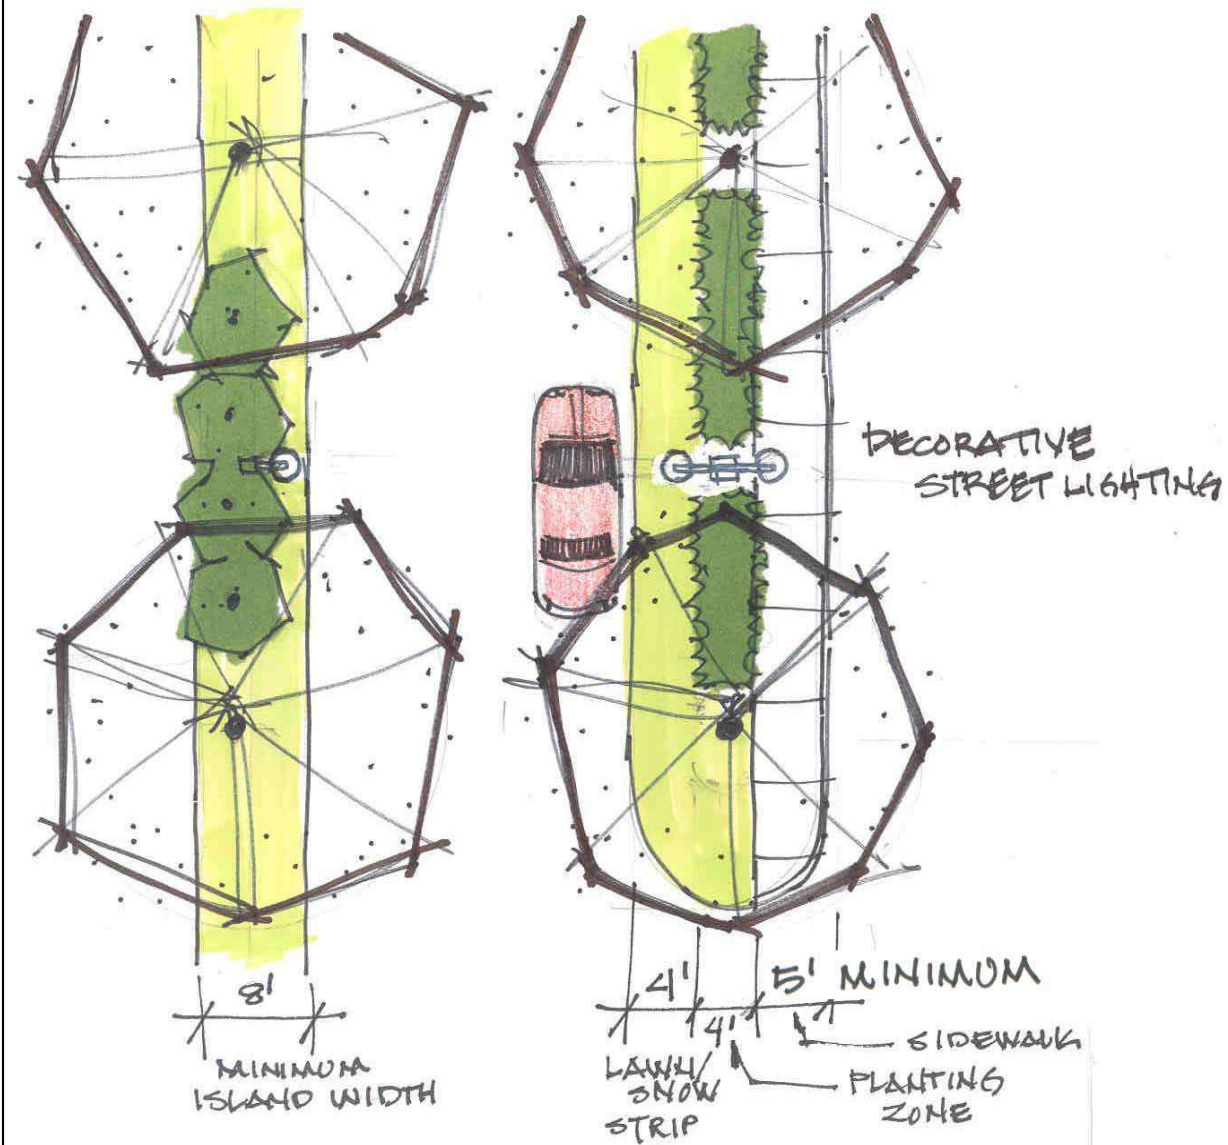 DECORATIVE
STREET LIGHTING
8'
MINIMUM
ISLAND WIDTH
4'
4'
5' MINIMUM
LAWN/
SNOW
STRIP
SIDEWALK
PLANTING
ZONE